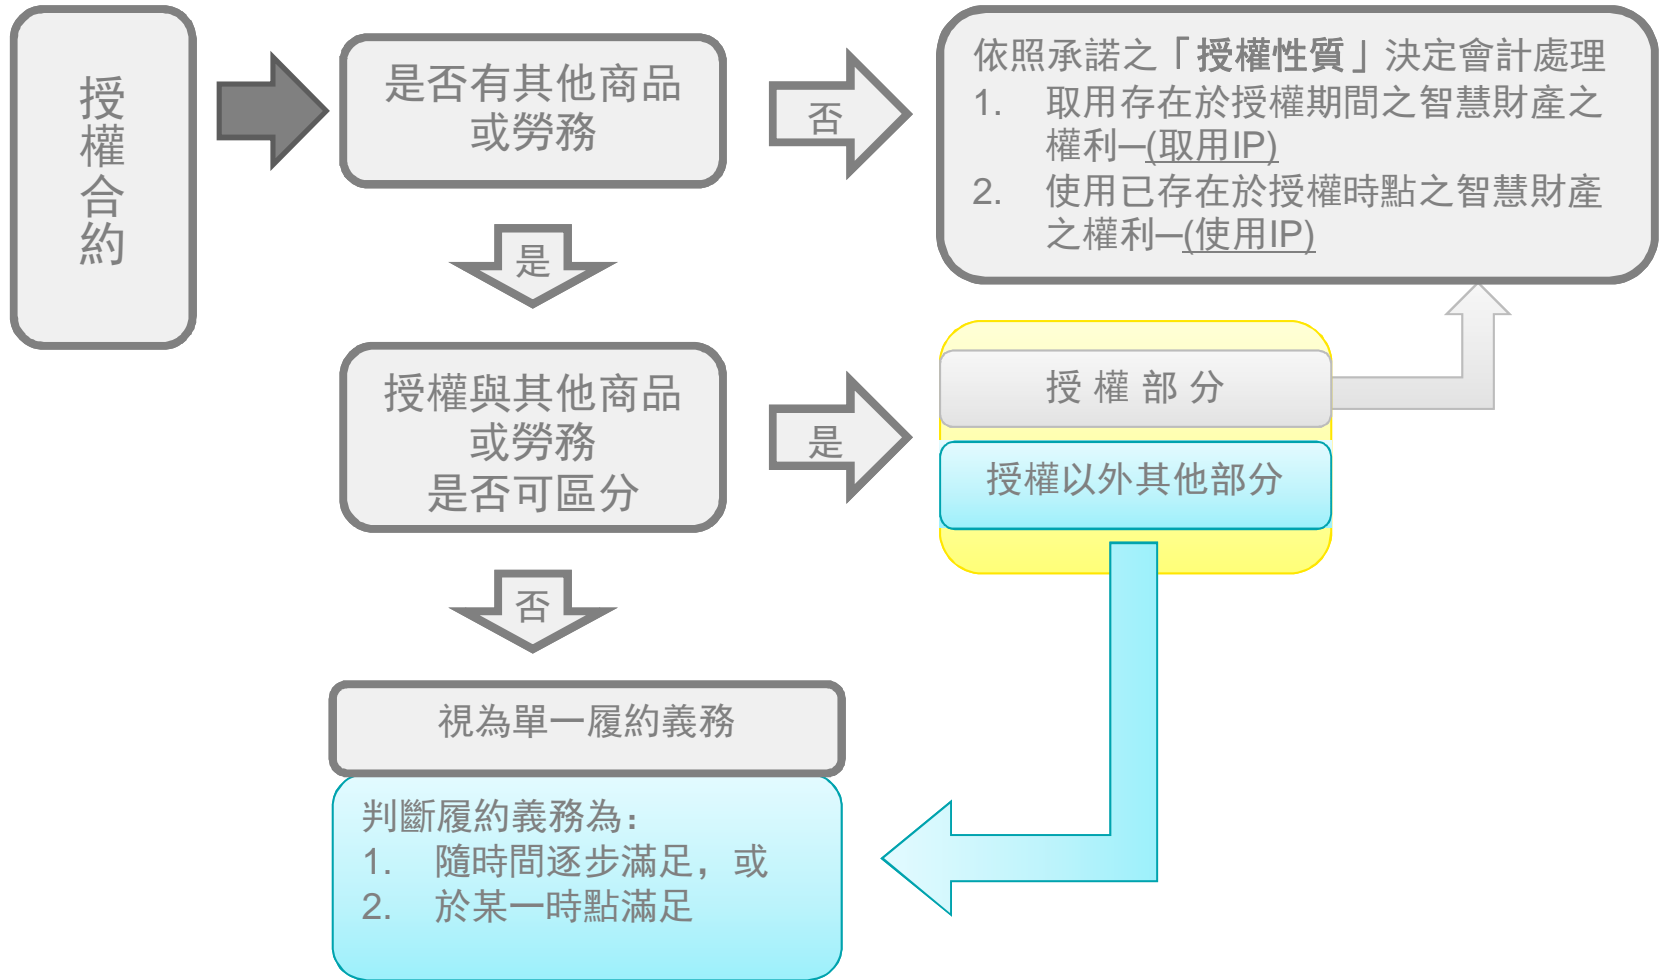 授權合約
是否有其他商品
或勞務
否
依照承諾之「授權性質」決定會計處理
1. 取用存在於授權期間之智慧財產之
權利─(取用IP)
2. 使用已存在於授權時點之智慧財產
之權利─(使用IP)
是
授權與其他商品
或勞務
是否可區分
是
授 權 部 分
授權以外其他部分
否
視為單一履約義務
判斷履約義務為：
1. 隨時間逐步滿足，或
2. 於某一時點滿足